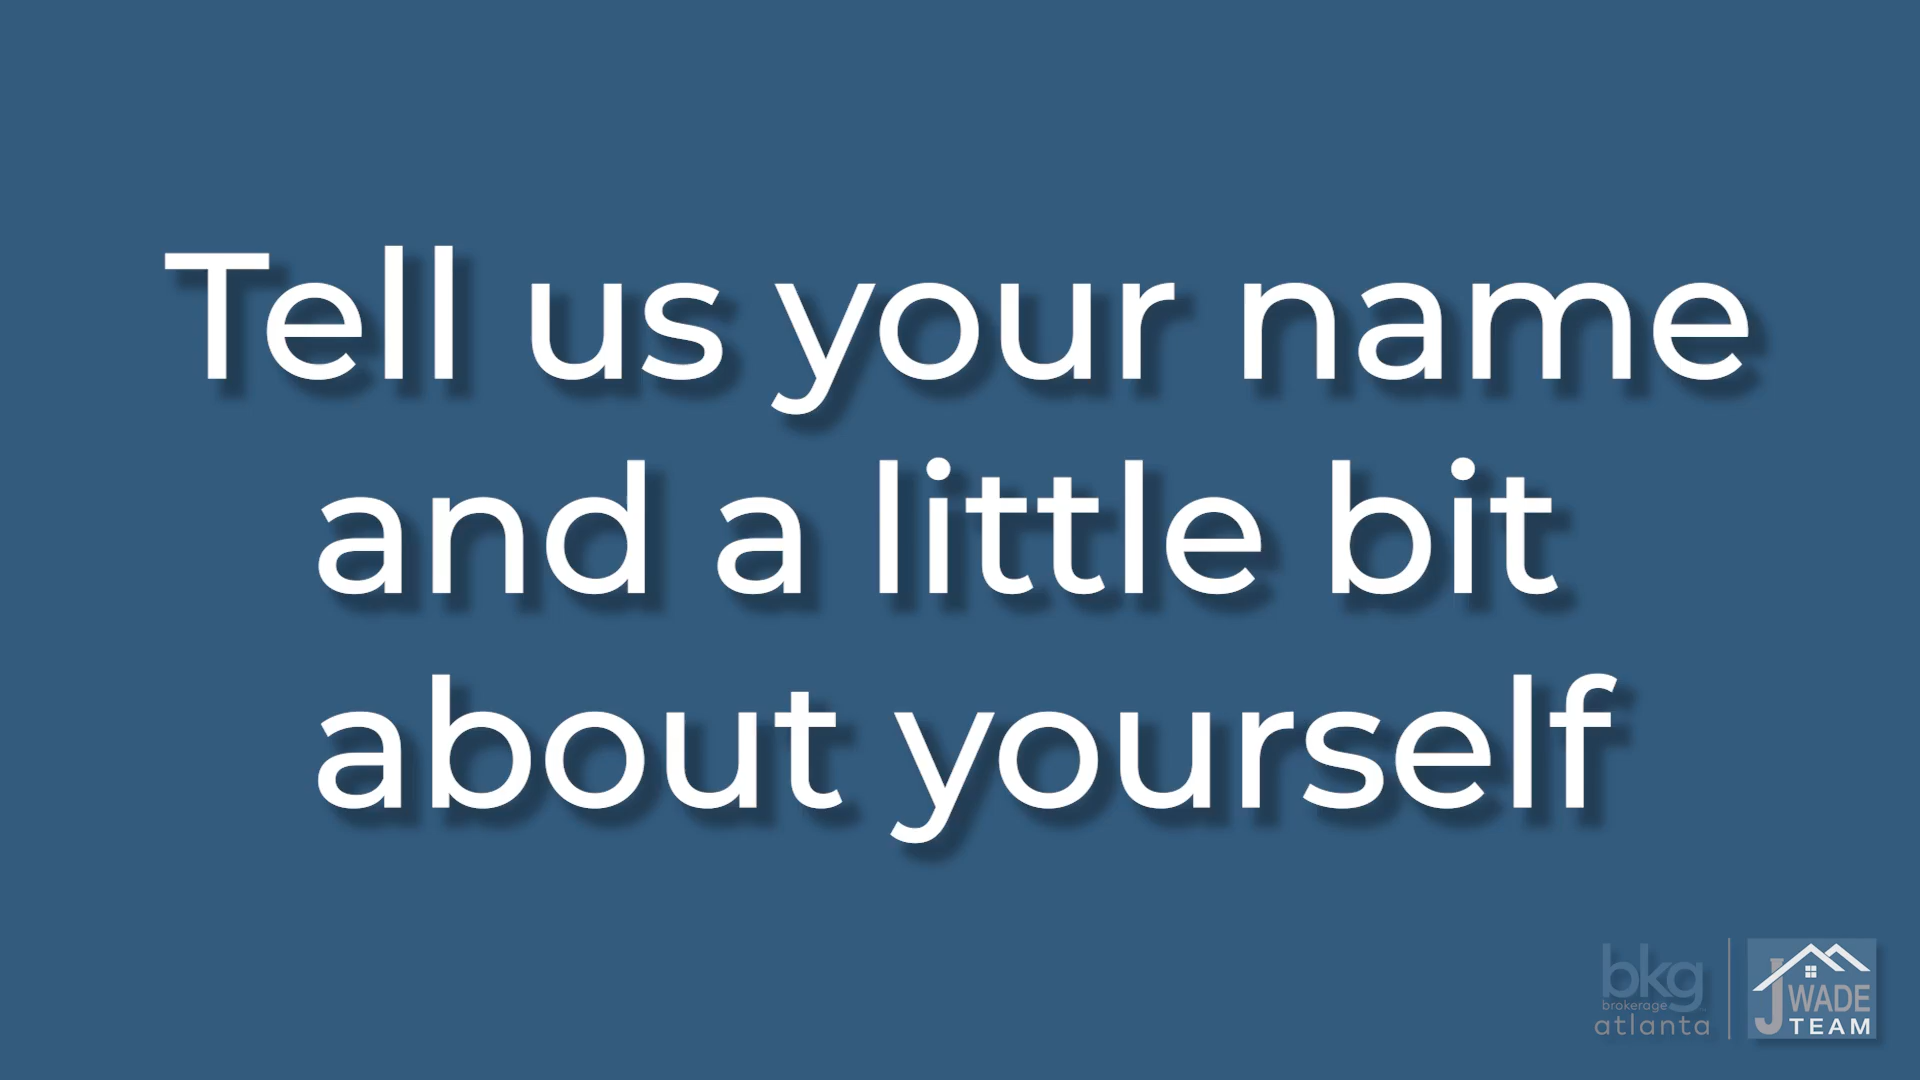 Tell us your name
and a little bit
about yourself
bkg
brokerage
atlanta
J WADE
TEAM